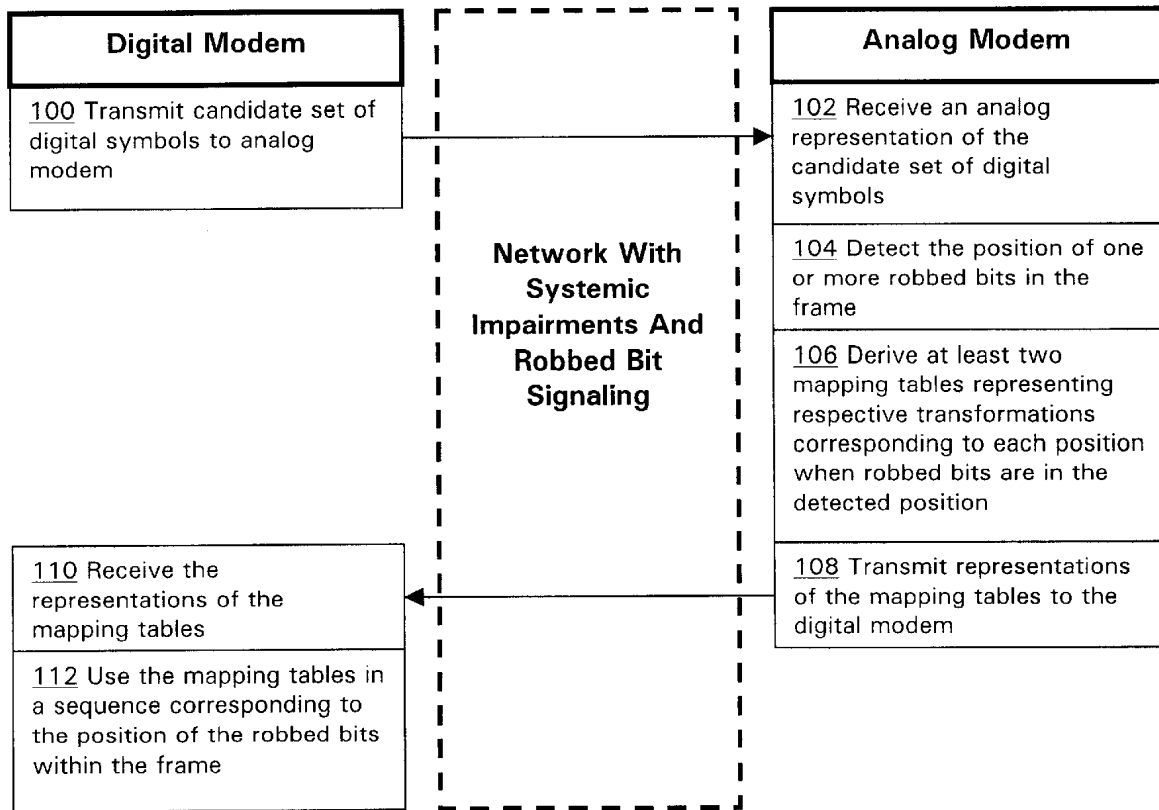 Digital Modem
100 Transmit candidate set of
digital symbols to analog
modem
110 Receive the
representations of the
mapping tables
112 Use the mapping tables in
a sequence corresponding to
the position of the robbed bits
within the frame
Network With
Systemic
Impairments And
Robbed Bit
Signaling
Analog Modem
102 Receive an analog
representation of the
candidate set of digital
symbols
104 Detect the position of one
or more robbed bits in the
frame
106 Derive at least two
mapping tables representing
respective transformations
corresponding to each position
when robbed bits are in the
detected position
108 Transmit representations
of the mapping tables to the
digital modem